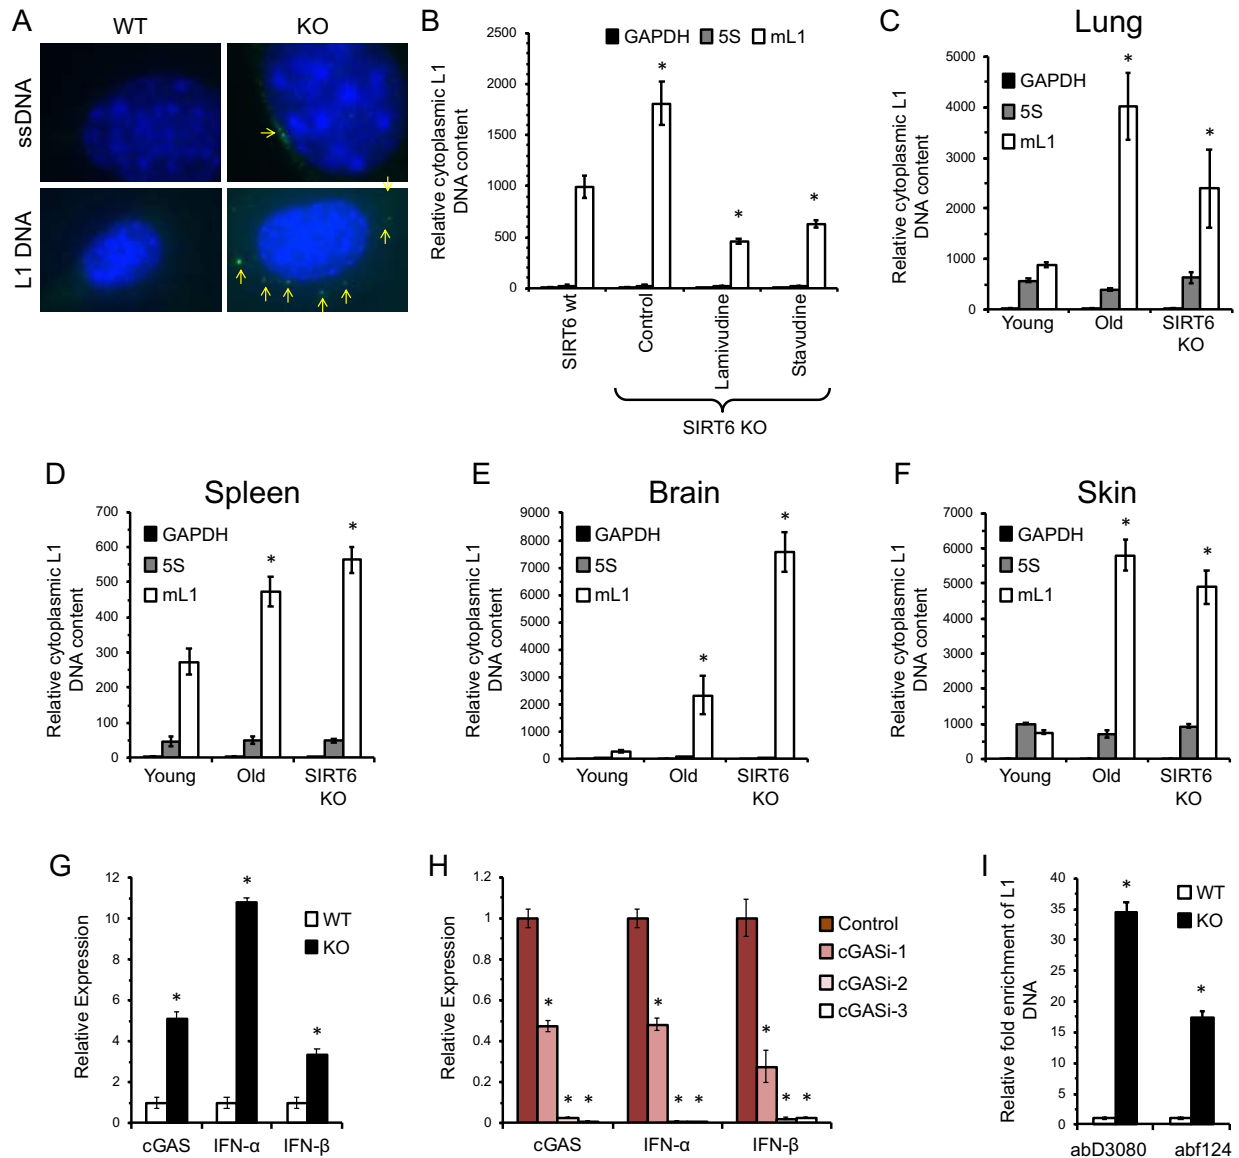 A
WT
KO
ssDNA
L1 DNA
B
GAPDH 5S mL1
Relative cytoplasmic L1
DNA content
2500
2000
1500
1000
500
0
*
*
*
SIRT6 wt
Control
Lamivudine
Stavudine
SIRT6 KO
C
Lung
GAPDH
5S
mL1
Relative cytoplasmic L1
DNA content
5000
4000
3000
2000
1000
0
*
*
Young Old SIRT6
KO
D
Spleen
GAPDH
5S
mL1
Relative cytoplasmic L1
DNA content
700
600
500
400
300
200
100
0
*
*
Young Old SIRT6
KO
E
Brain
GAPDH
5S
mL1
Relative cytoplasmic L1
DNA content
9000
8000
7000
6000
5000
4000
3000
2000
1000
0
*
*
Young Old SIRT6
KO
F
Skin
GAPDH
5S
mL1
Relative cytoplasmic L1
DNA content
7000
6000
5000
4000
3000
2000
1000
0
*
*
Young Old SIRT6
KO
G
WT
KO
Relative Expression
12
10
8
6
4
2
0
*
*
*
cGAS IFN-α IFN-β
H
Control
cGASi-1
cGASi-2
cGASi-3
Relative Expression
1.2
1
0.8
0.6
0.4
0.2
0
* * *
* * *
* * *
cGAS IFN-α IFN-β
I
WT
KO
Relative fold enrichment of L1
DNA
40
35
30
25
20
15
10
5
0
*
*
abD3080 abf124